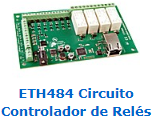 ETH484 Circuito
Controlador de Relés